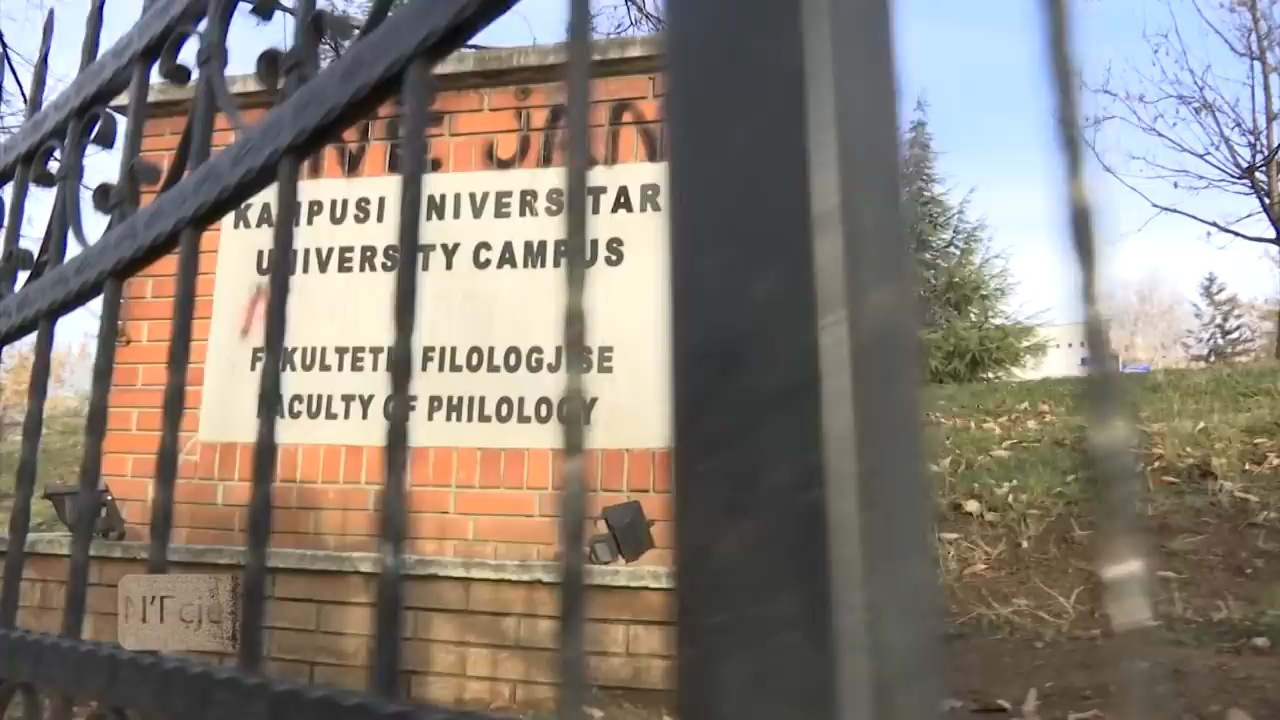 KAMPUSI UNIVERSITAR
UNIVERSITY CAMPUS
FAKULTETI FILOLOGJISE
FACULTY OF PHILOLOGY